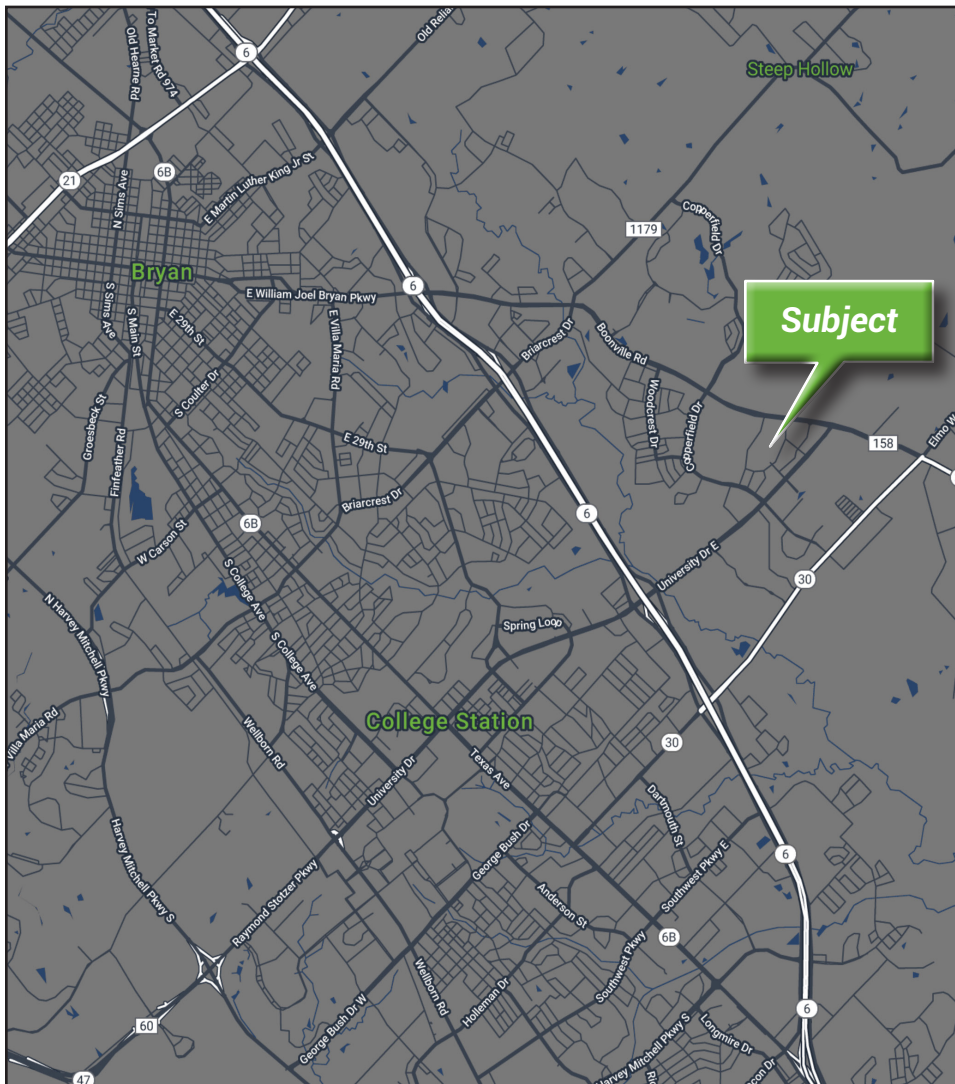 To Market Rd 974
Old Hearne Rd
6
Old Relia
Steep Hollow
21
6B
N Sims Ave
E Martin Luther King Jr St
Copperfield Dr
1179
Bryan
E William Joel Bryan Pkwy
6
S Sims Ave
S Main St
E 29th St
E Villa Maria Rd
Briarcrest Dr
Boonville Rd
Subject
S Coulter Dr
Woodcrest Dr
Copperfield Dr
Groesbeck St
Finfeather Rd
E 29th St
158
Elmo W
Briarcrest Dr
6B
6
W Carson St
University Dr E
30
S College Ave
N Harvey Mitchell Pkwy
Spring Loop
S College Ave
Villa Maria Rd
Wellborn Rd
College Station
30
University Dr
Texas Ave
Dartmouth St
Harvey Mitchell Pkwy S
George Bush Dr
6
Southwest Pkwy E
Raymond Stotzer Pkwy
Anderson St
6B
Wellborn Rd
Holleman Dr
Southwest Pkwy
6
60
George Bush Dr W
Longmire Dr
Harvey Mitchell Pkwy S
con Dr
47